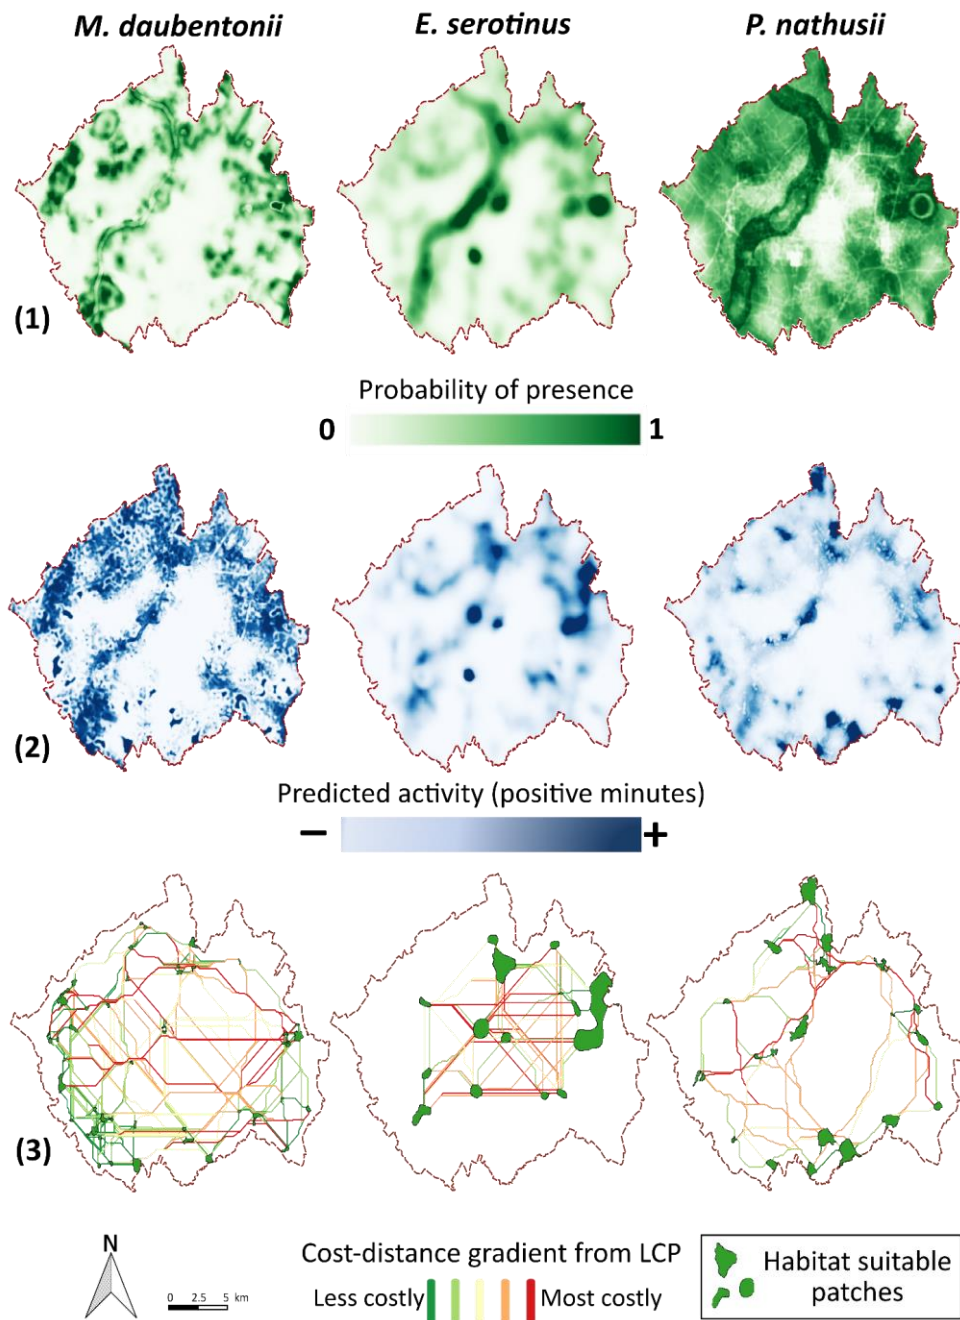 M. daubentonii E. serotinus P. nathusii
(1)
Probability of presence
0 1
(2)
Predicted activity (positive minutes)
− +
(3)
N
0 2.5 5 km
Cost-distance gradient from LCP
Less costly Most costly
Habitat suitable
patches